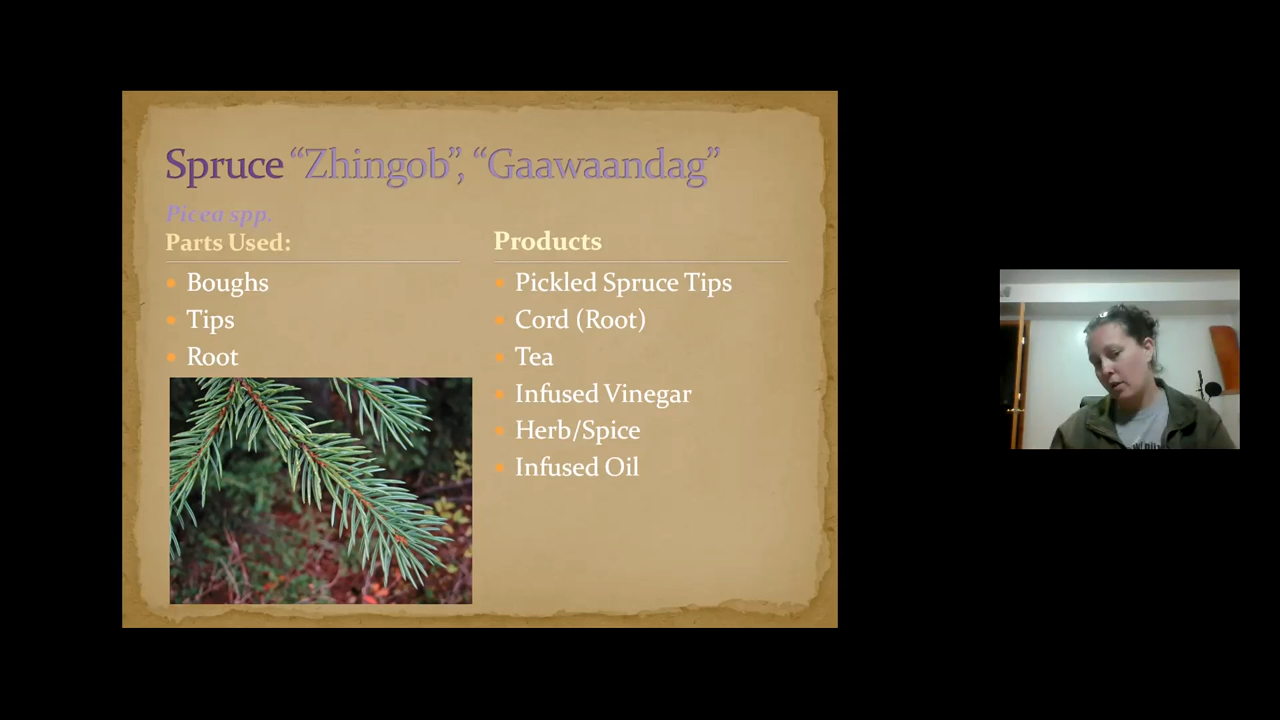 Spruce “Zhingob”, “Gaawaandag”
Picea spp.
Parts Used:
Boughs
Tips
Root
Products
Pickled Spruce Tips
Cord (Root)
Tea
Infused Vinegar
Herb/Spice
Infused Oil